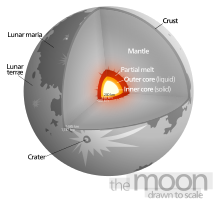 Crust
Lunar maria
Mantle
Lunar
terrae
Partial melt
Outer core (liquid)
Inner core (solid)
Crater
the moon
drawn to scale